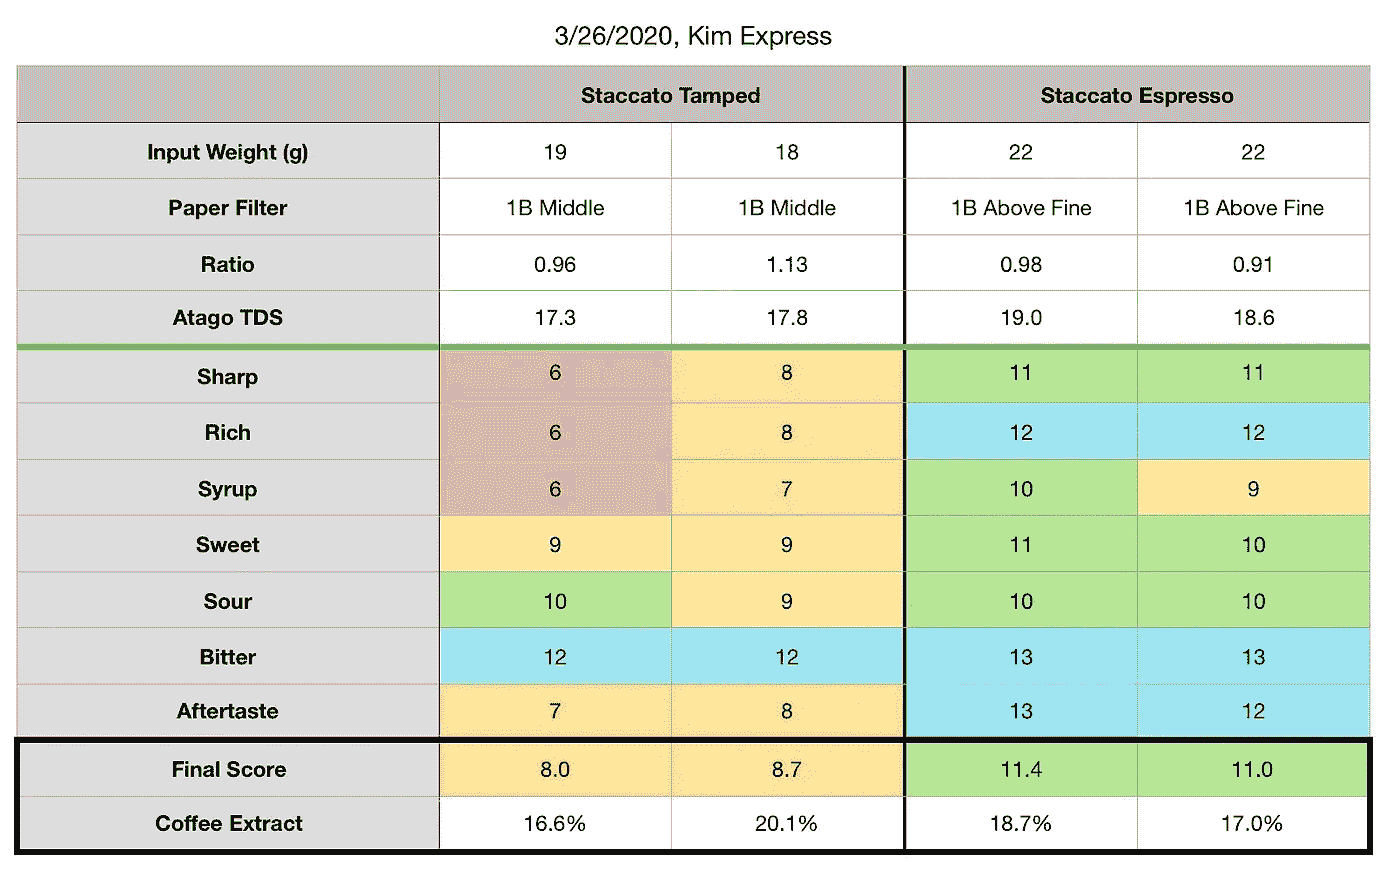 3/26/2020, Kim Express
Staccato Tamped Staccato Espresso
Input Weight (g) 19 18 22 22
Paper Filter 1B Middle 1B Middle 1B Above Fine 1B Above Fine
Ratio 0.96 1.13 0.98 0.91
Atago TDS 17.3 17.8 19.0 18.6
Sharp 6 8 11 11
Rich 6 8 12 12
Syrup 6 7 10 9
Sweet 9 9 11 10
Sour 10 9 10 10
Bitter 12 12 13 13
Aftertaste 7 8 13 12
Final Score 8.0 8.7 11.4 11.0
Coffee Extract 16.6% 20.1% 18.7% 17.0%